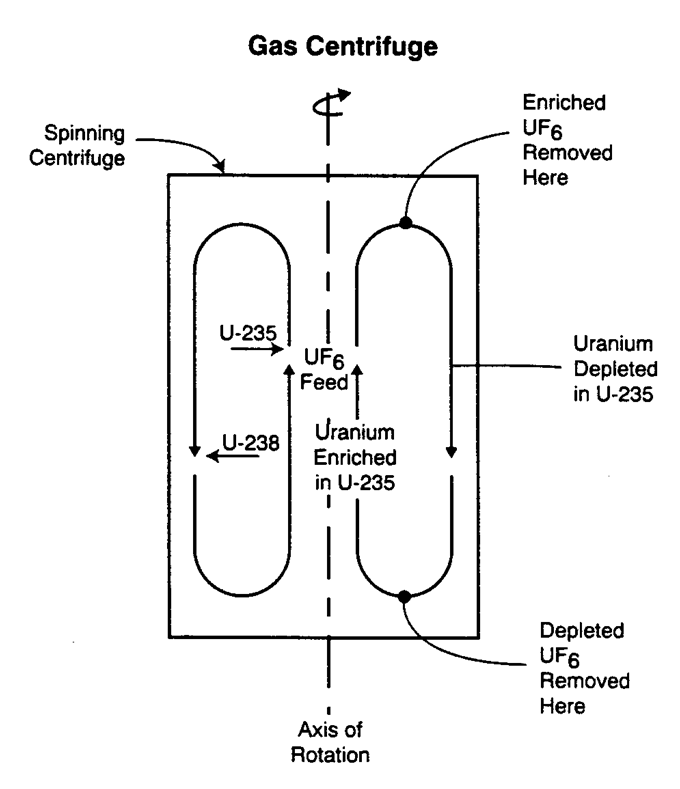 Gas Centrifuge
Spinning
Centrifuge
Enriched
UF6
Removed
Here
U-235
UF6
Feed
Uranium
Depleted
in U-235
U-238
Uranium
Enriched
in U-235
Depleted
UF6
Removed
Here
Axis of
Rotation